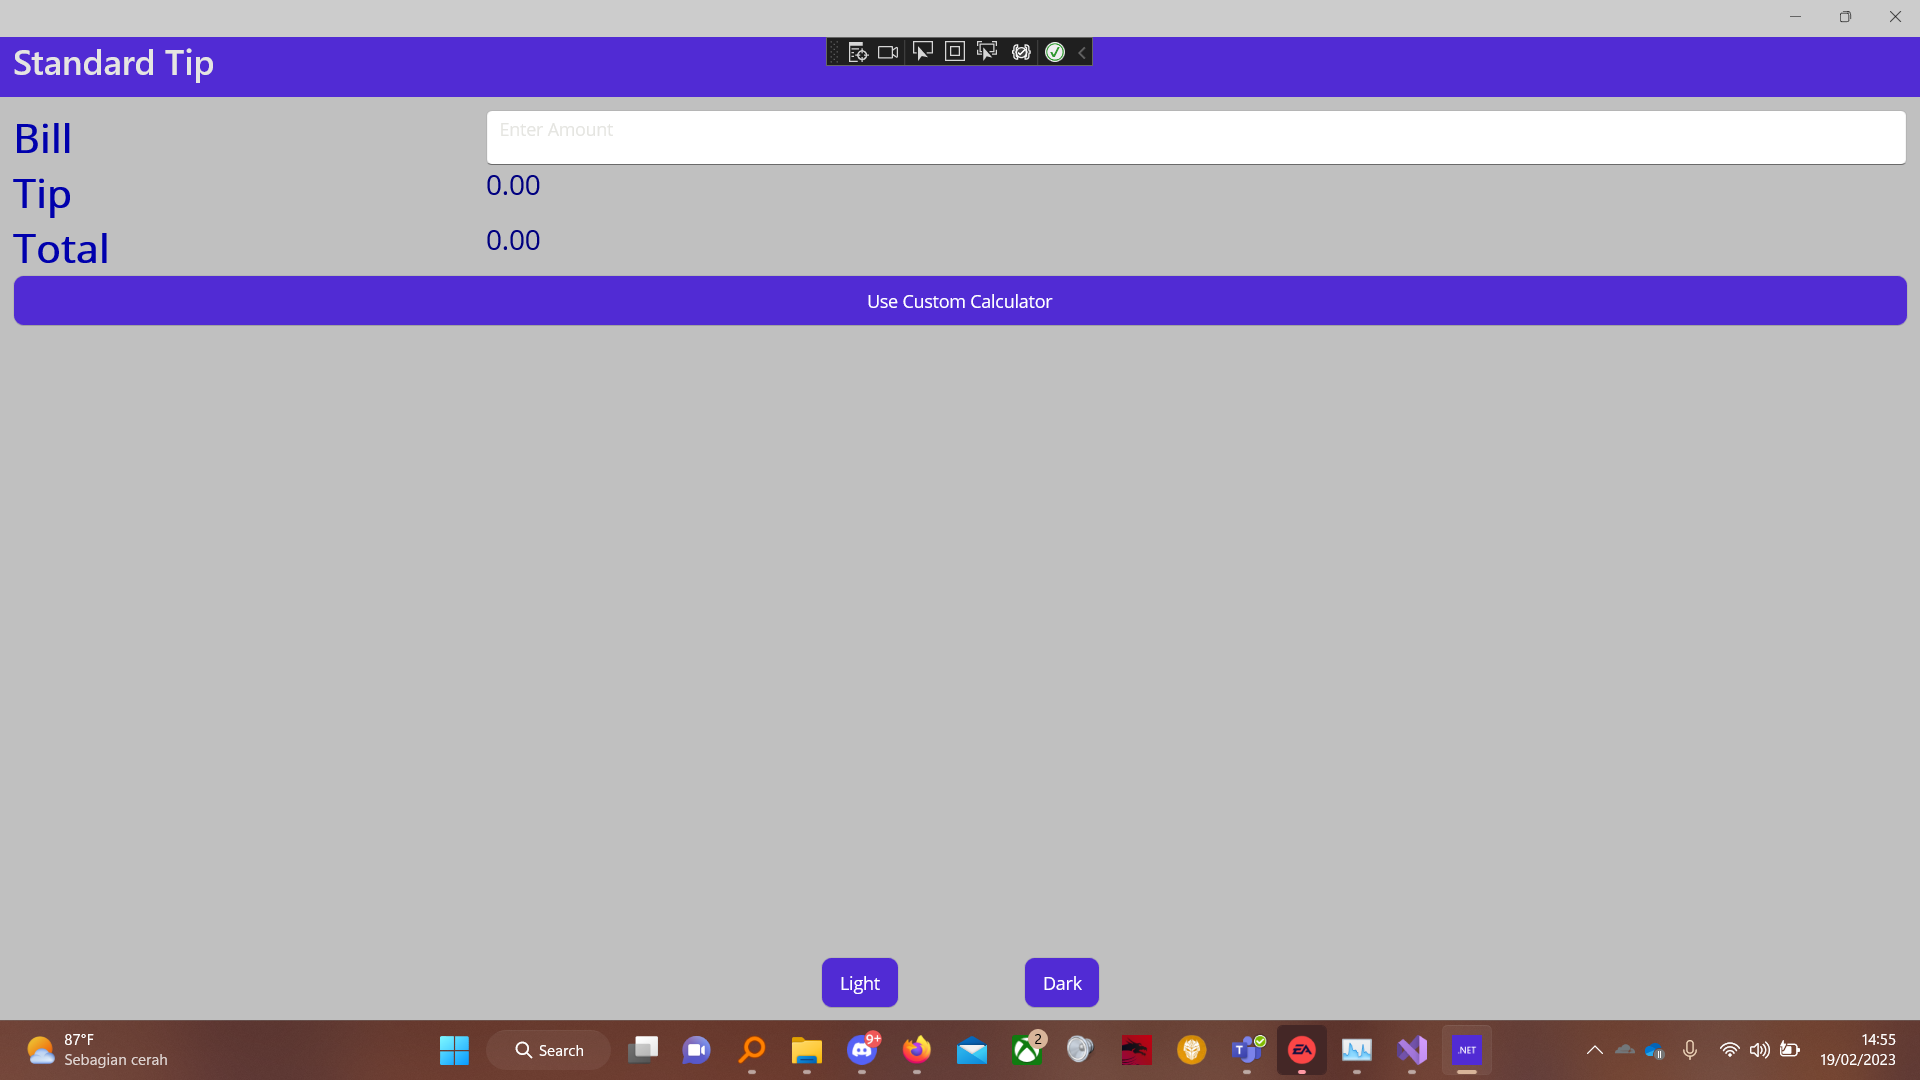 Standard Tip
Bill
Enter Amount
Tip
0.00
Total
0.00
Use Custom Calculator
Light
Dark
87°F
Sebagian cerah
Search
9+
2
T
EA
.NET
14:55
19/02/2023